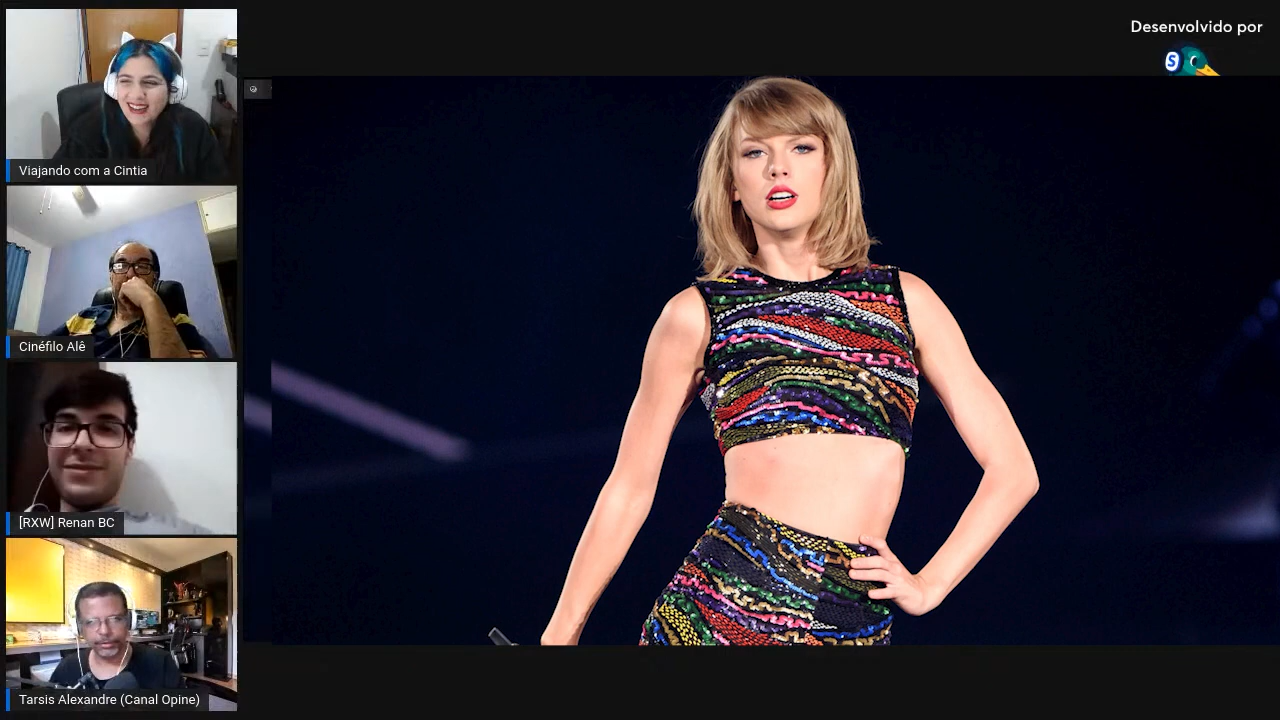 Desenvolvido por
S
Viajando com a Cintia
Cinéfilo Alê
[RXW] Renan BC
Tarsis Alexandre (Canal Opine)